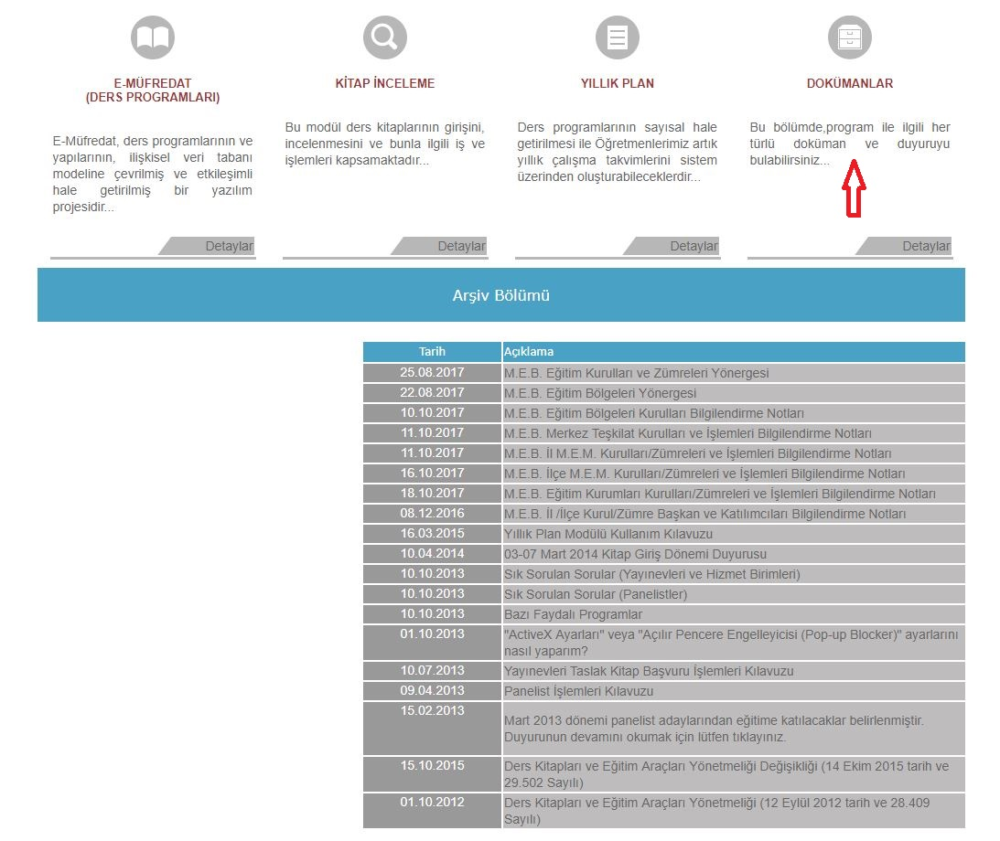 E-MÜFREDAT
(DERS PROGRAMLARI)
E-Müfredat, ders programlarının ve
yapılarının, ilişkisel veri tabanı
modeline çevrilmiş ve etkileşimli
hale getirilmiş bir yazılım
projesidir...
Detaylar
KİTAP İNCELEME
Bu modül ders kitaplarının girişini,
incelenmesini ve bunla ilgili iş ve
işlemleri kapsamaktadır...
Detaylar
YILLIK PLAN
Ders programlarının sayısal hale
getirilmesi ile Öğretmenlerimiz artık
yıllık çalışma takvimlerini sistem
üzerinden oluşturabileceklerdir...
Detaylar
DOKÜMANLAR
Bu bölümde,program ile ilgili her
türlü doküman ve duyuruyu
bulabilirsiniz...
Detaylar
Arşiv Bölümü
Tarih Açıklama
25.08.2017 M.E.B. Eğitim Kurulları ve Zümreleri Yönergesi
22.08.2017 M.E.B. Eğitim Bölgeleri Yönergesi
10.10.2017 M.E.B. Eğitim Bölgeleri Kurulları Bilgilendirme Notları
11.10.2017 M.E.B. Merkez Teşkilat Kurulları ve İşlemleri Bilgilendirme Notları
11.10.2017 M.E.B. İl M.E.M. Kurulları/Zümreleri ve İşlemleri Bilgilendirme Notları
16.10.2017 M.E.B. İlçe M.E.M. Kurulları/Zümreleri ve İşlemleri Bilgilendirme Notları
18.10.2017 M.E.B. Eğitim Kurumları Kurulları/Zümreleri ve İşlemleri Bilgilendirme Notları
08.12.2016 M.E.B. İl /İlçe Kurul/Zümre Başkan ve Katılımcıları Bilgilendirme Notları
16.03.2015 Yıllık Plan Modülü Kullanım Kılavuzu
10.04.2014 03-07 Mart 2014 Kitap Giriş Dönemi Duyurusu
10.10.2013 Sık Sorulan Sorular (Yayınevleri ve Hizmet Birimleri)
10.10.2013 Sık Sorulan Sorular (Panelistler)
10.10.2013 Bazı Faydalı Programlar
01.10.2013 "ActiveX Ayarları" veya "Açılır Pencere Engelleyicisi (Pop-up Blocker)" ayarlarını
nasıl yaparım?
10.07.2013 Yayınevleri Taslak Kitap Başvuru İşlemleri Kılavuzu
09.04.2013 Panelist İşlemleri Kılavuzu
15.02.2013
Mart 2013 dönemi panelist adaylarından eğitime katılacaklar belirlenmiştir.
Duyurunun devamını okumak için lütfen tıklayınız.
15.10.2015 Ders Kitapları ve Eğitim Araçları Yönetmeliği Değişikliği (14 Ekim 2015 tarih ve
29.502 Sayılı)
01.10.2012 Ders Kitapları ve Eğitim Araçları Yönetmeliği (12 Eylül 2012 tarih ve 28.409
Sayılı)